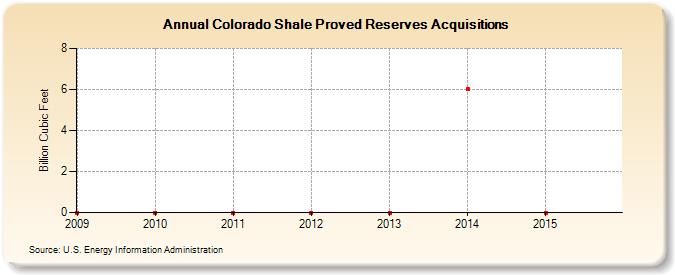 Annual Colorado Shale Proved Reserves Acquisitions
Billion Cubic Feet
8
6
4
2
0
2009 2010 2011 2012 2013 2014 2015
Source: U.S. Energy Information Administration